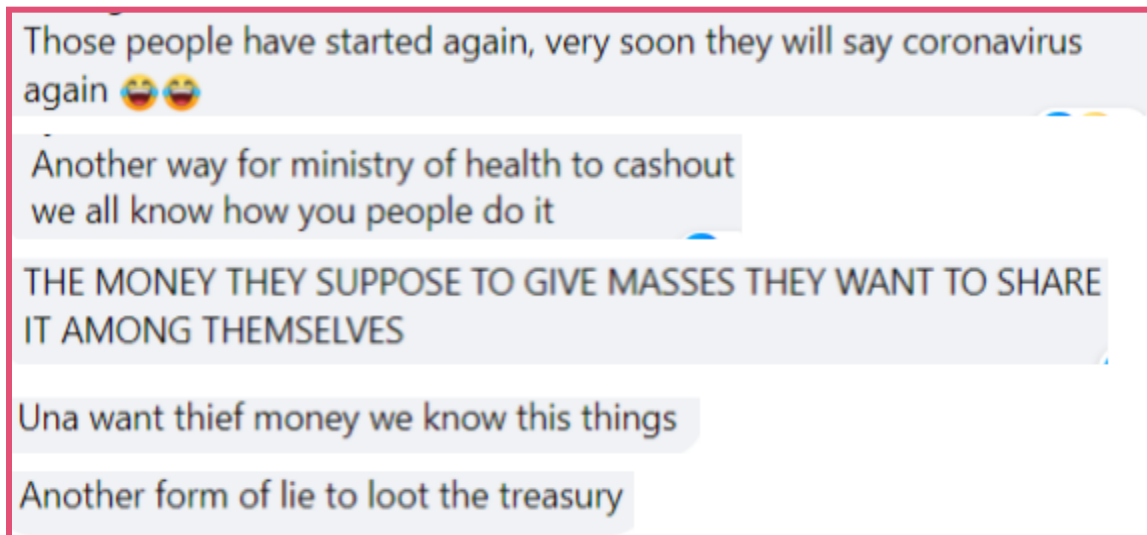 Those people have started again, very soon they will say coronavirus
again 😂😂
Another way for ministry of health to cashout
we all know how you people do it
THE MONEY THEY SUPPOSE TO GIVE MASSES THEY WANT TO SHARE
IT AMONG THEMSELVES
Una want thief money we know this things
Another form of lie to loot the treasury